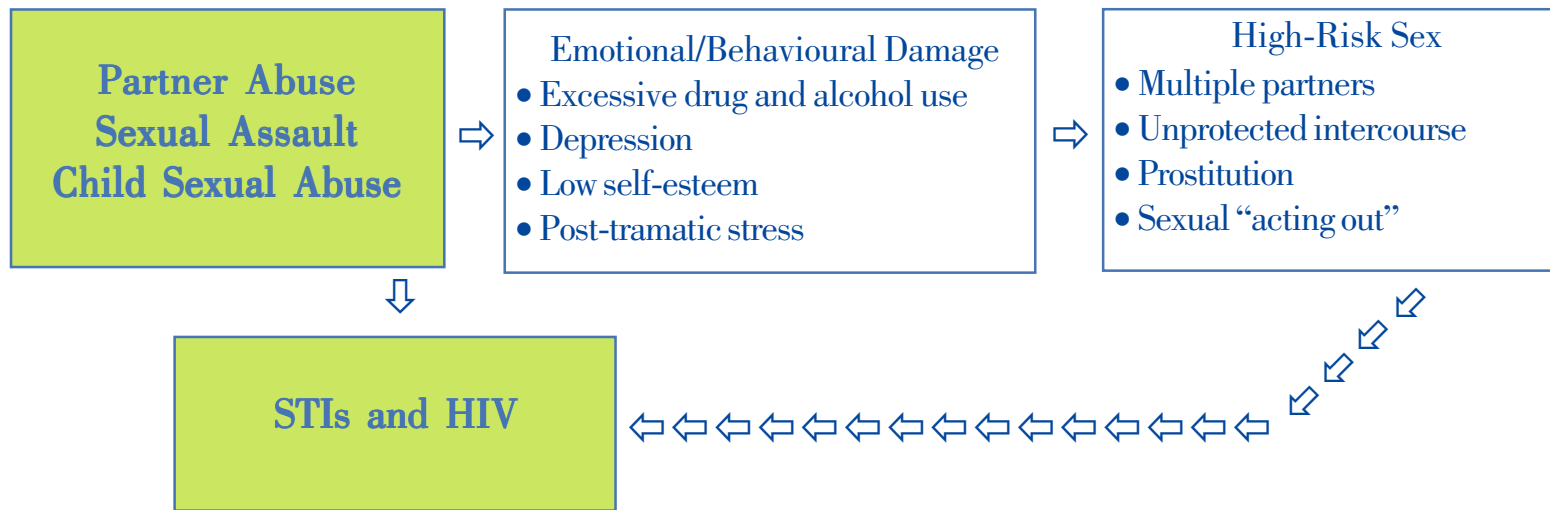 Partner Abuse
Sexual Assault
Child Sexual Abuse
Emotional/Behavioural Damage
• Excessive drug and alcohol use
• Depression
• Low self-esteem
• Post-tramatic stress
High-Risk Sex
• Multiple partners
• Unprotected intercourse
• Prostitution
• Sexual “acting out”
STIs and HIV